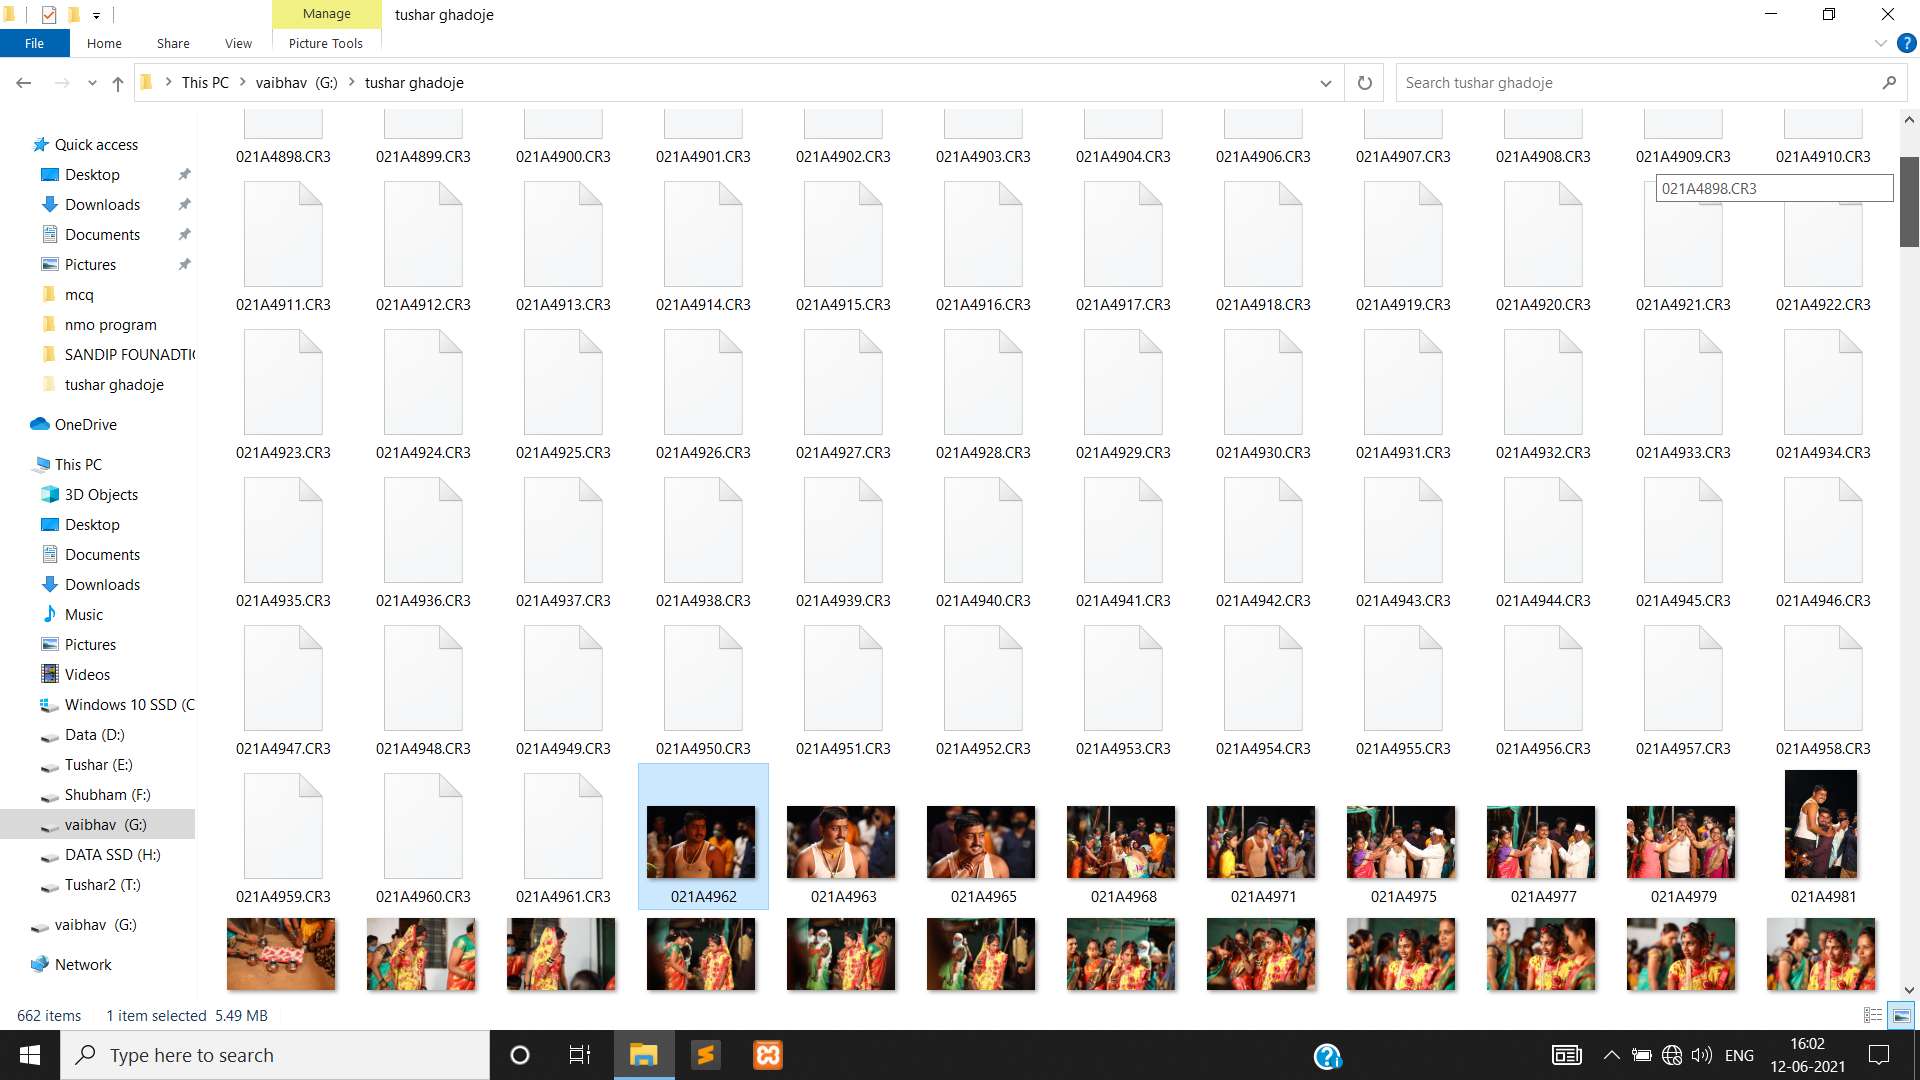 Manage
tushar ghadoje
File
Home
Share
View
Picture Tools
This PC
vaibhav (G:)
tushar ghadoje
Search tushar ghadoje
Quick access
Desktop
Downloads
Documents
Pictures
mcq
nmo program
SANDIP FOUNADTIC
tushar ghadoje
OneDrive
This PC
3D Objects
Desktop
Documents
Downloads
Music
Pictures
Videos
Windows 10 SSD (C
Data (D:)
Tushar (E:)
Shubham (F:)
vaibhav (G:)
DATA SSD (H:)
Tushar2 (T:)
vaibhav (G:)
Network
021A4898.CR3 021A4899.CR3 021A4900.CR3 021A4901.CR3 021A4902.CR3 021A4903.CR3 021A4904.CR3 021A4906.CR3 021A4907.CR3 021A4908.CR3 021A4909.CR3 021A4910.CR3
021A4898.CR3
021A4911.CR3 021A4912.CR3 021A4913.CR3 021A4914.CR3 021A4915.CR3 021A4916.CR3 021A4917.CR3 021A4918.CR3 021A4919.CR3 021A4920.CR3 021A4921.CR3 021A4922.CR3
021A4923.CR3 021A4924.CR3 021A4925.CR3 021A4926.CR3 021A4927.CR3 021A4928.CR3 021A4929.CR3 021A4930.CR3 021A4931.CR3 021A4932.CR3 021A4933.CR3 021A4934.CR3
021A4935.CR3 021A4936.CR3 021A4937.CR3 021A4938.CR3 021A4939.CR3 021A4940.CR3 021A4941.CR3 021A4942.CR3 021A4943.CR3 021A4944.CR3 021A4945.CR3 021A4946.CR3
021A4947.CR3 021A4948.CR3 021A4949.CR3 021A4950.CR3 021A4951.CR3 021A4952.CR3 021A4953.CR3 021A4954.CR3 021A4955.CR3 021A4956.CR3 021A4957.CR3 021A4958.CR3
021A4959.CR3 021A4960.CR3 021A4961.CR3 021A4962 021A4963 021A4965 021A4968 021A4971 021A4975 021A4977 021A4979 021A4981
662 items
1 item selected 5.49 MB
Type here to search
ENG
16:02
12-06-2021